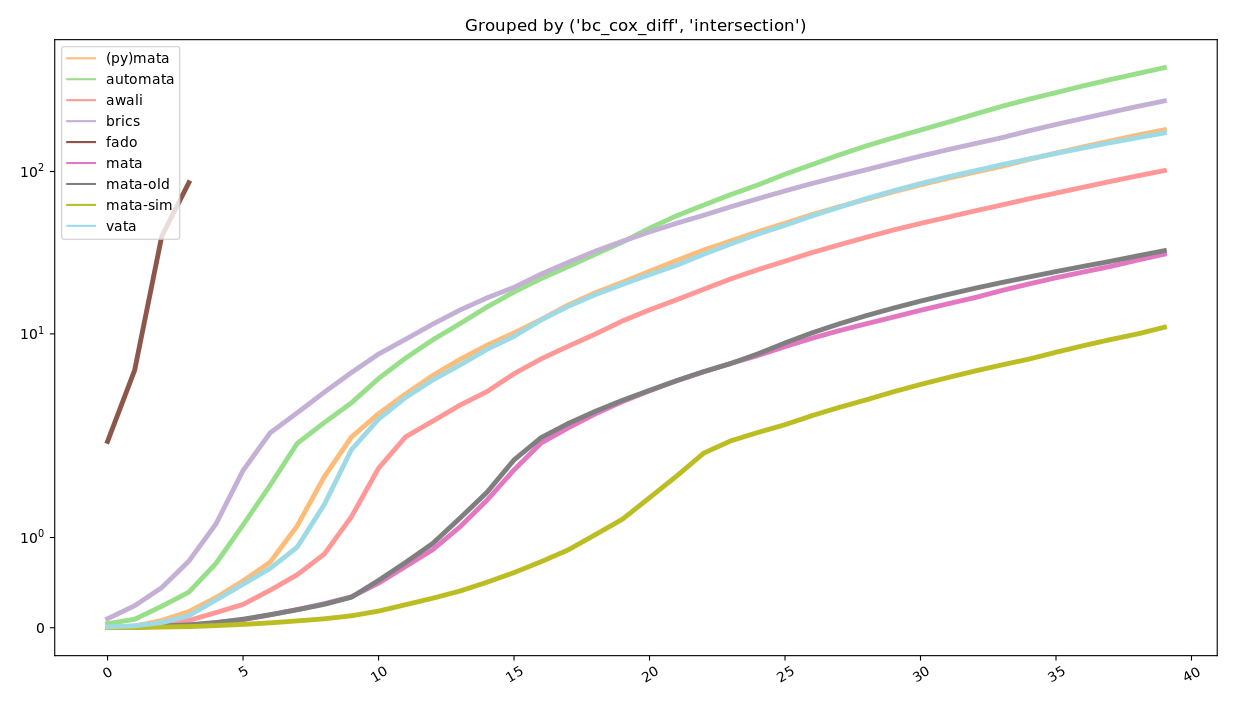 Grouped by ('bc_cox_diff', 'intersection')
(py)mata
automata
awali
brics
fado
mata
mata-old
mata-sim
vata
10²
10¹
10⁰
0
0 5 10 15 20 25 30 35 40